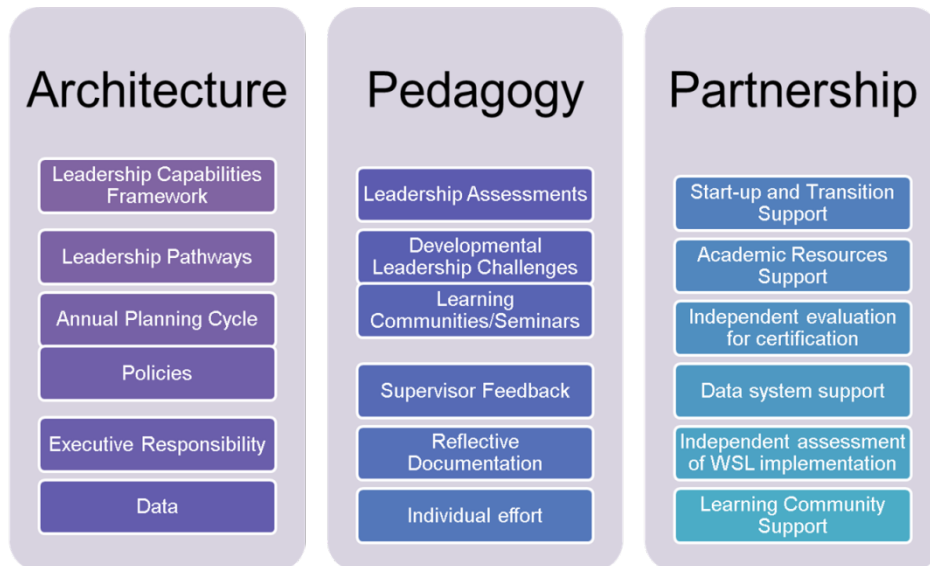 Architecture
Leadership Capabilities
Framework
Leadership Pathways
Annual Planning Cycle
Policies
Executive Responsibility
Data
Pedagogy
Leadership Assessments
Developmental
Leadership Challenges
Learning
Communities/Seminars
Supervisor Feedback
Reflective
Documentation
Individual effort
Partnership
Start-up and Transition
Support
Academic Resources
Support
Independent evaluation
for certification
Data system support
Independent assessment
of WSL implementation
Learning Community
Support